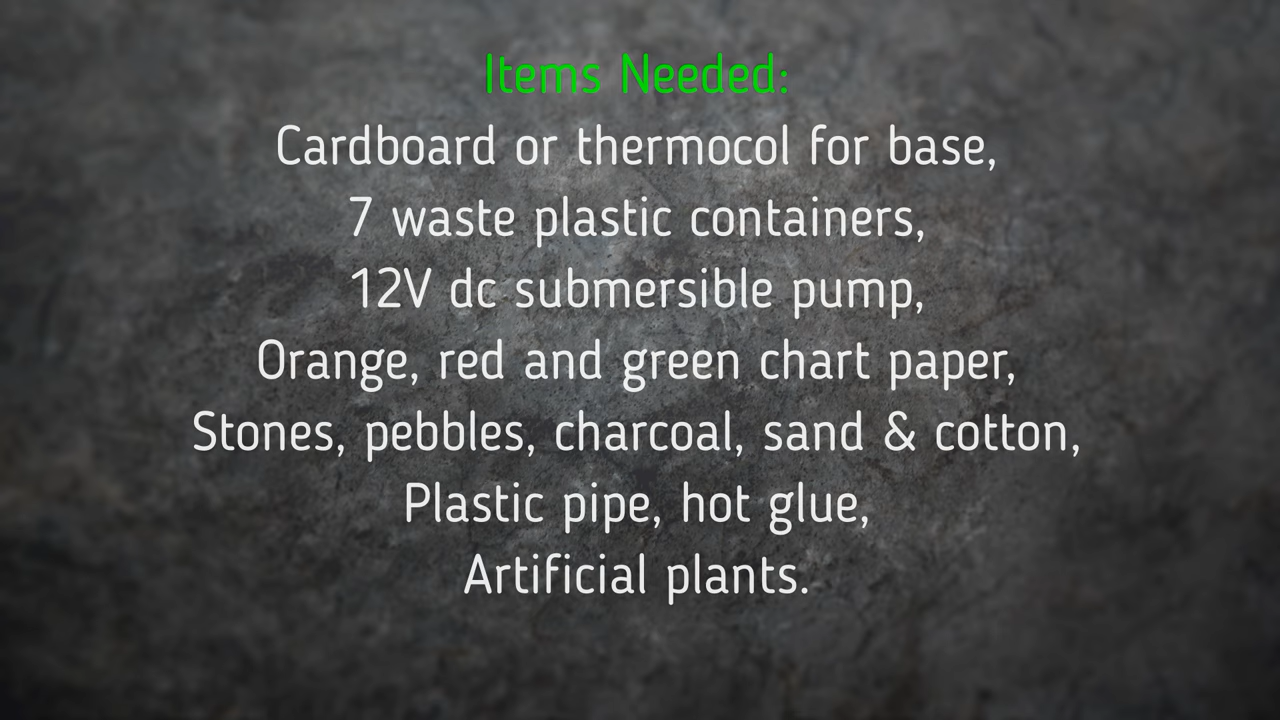 Items Needed:
Cardboard or thermocol for base,
7 waste plastic containers,
12V dc submersible pump,
Orange, red and green chart paper,
Stones, pebbles, charcoal, sand & cotton,
Plastic pipe, hot glue,
Artificial plants.